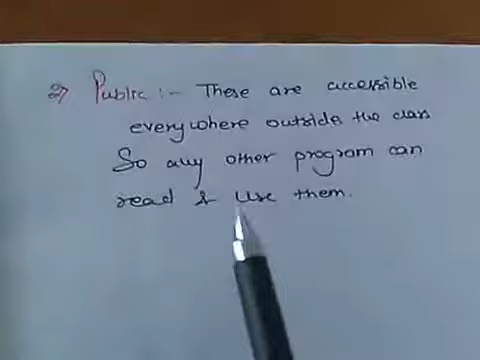 2) Public :- These are accessible
everywhere outside the class
So any other program can
read & use them.